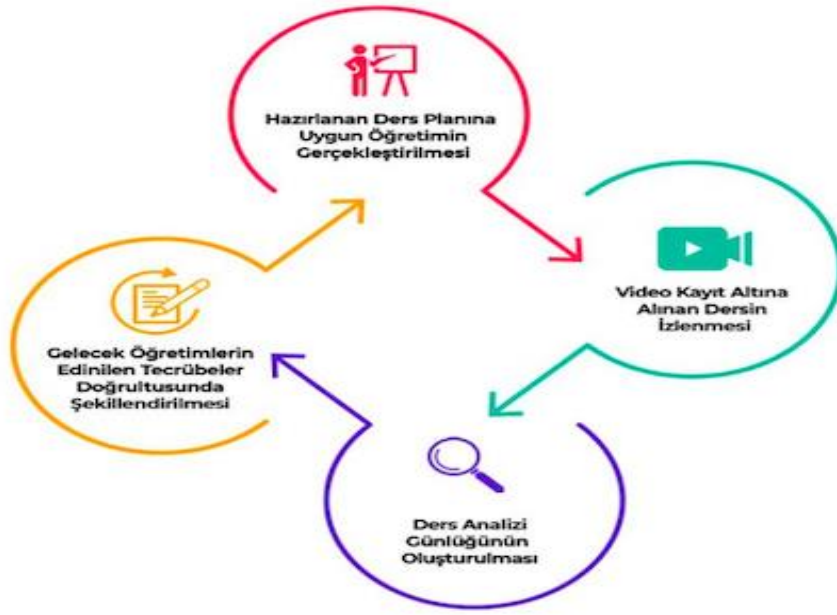 Hazırlanan Ders Planına
Uygun Öğretimin
Gerçekleştirilmesi
Video Kayıt Altına
Alınan Dersin
İzlenmesi
Ders Analizi
Günlüğünün
Oluşturulması
Gelecek Öğretimlerin
Edinilen Tecrübeler
Doğrultusunda
Şekillendirilmesi